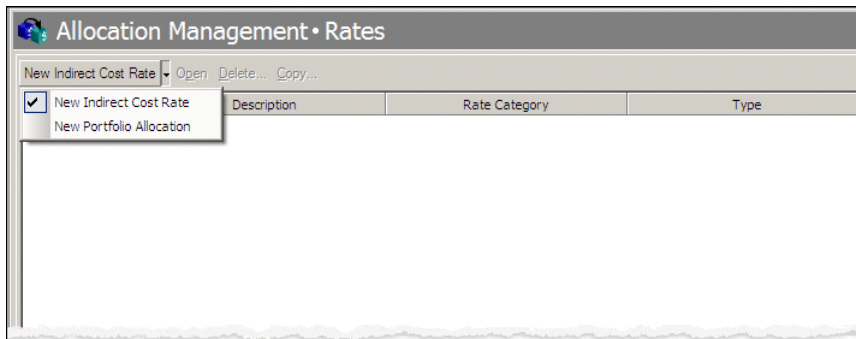 Allocation Management • Rates
New Indirect Cost Rate Open Delete... Copy...
New Indirect Cost Rate
New Portfolio Allocation
Description Rate Category Type